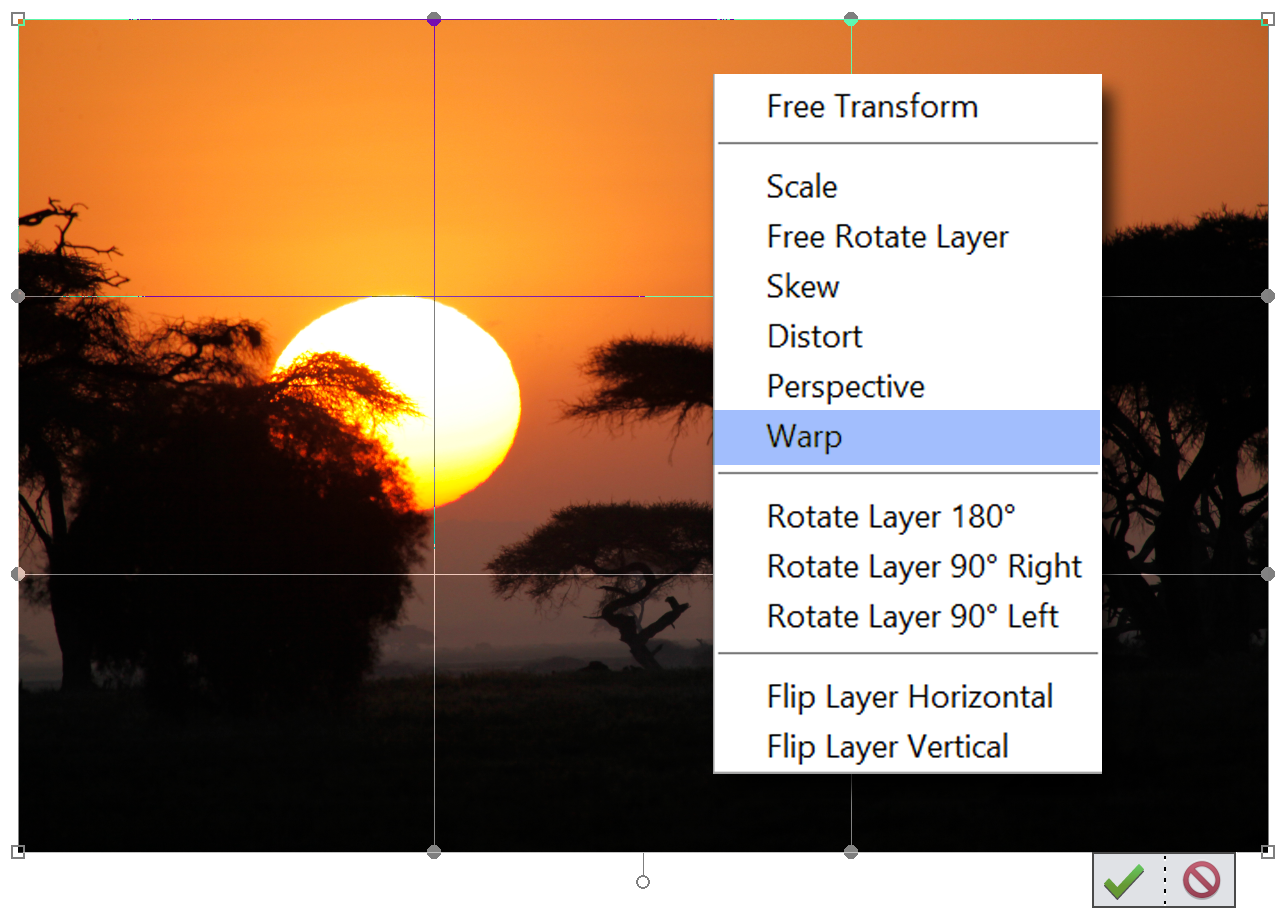 Free Transform
Scale
Free Rotate Layer
Skew
Distort
Perspective
Warp
Rotate Layer 180°
Rotate Layer 90° Right
Rotate Layer 90° Left
Flip Layer Horizontal
Flip Layer Vertical